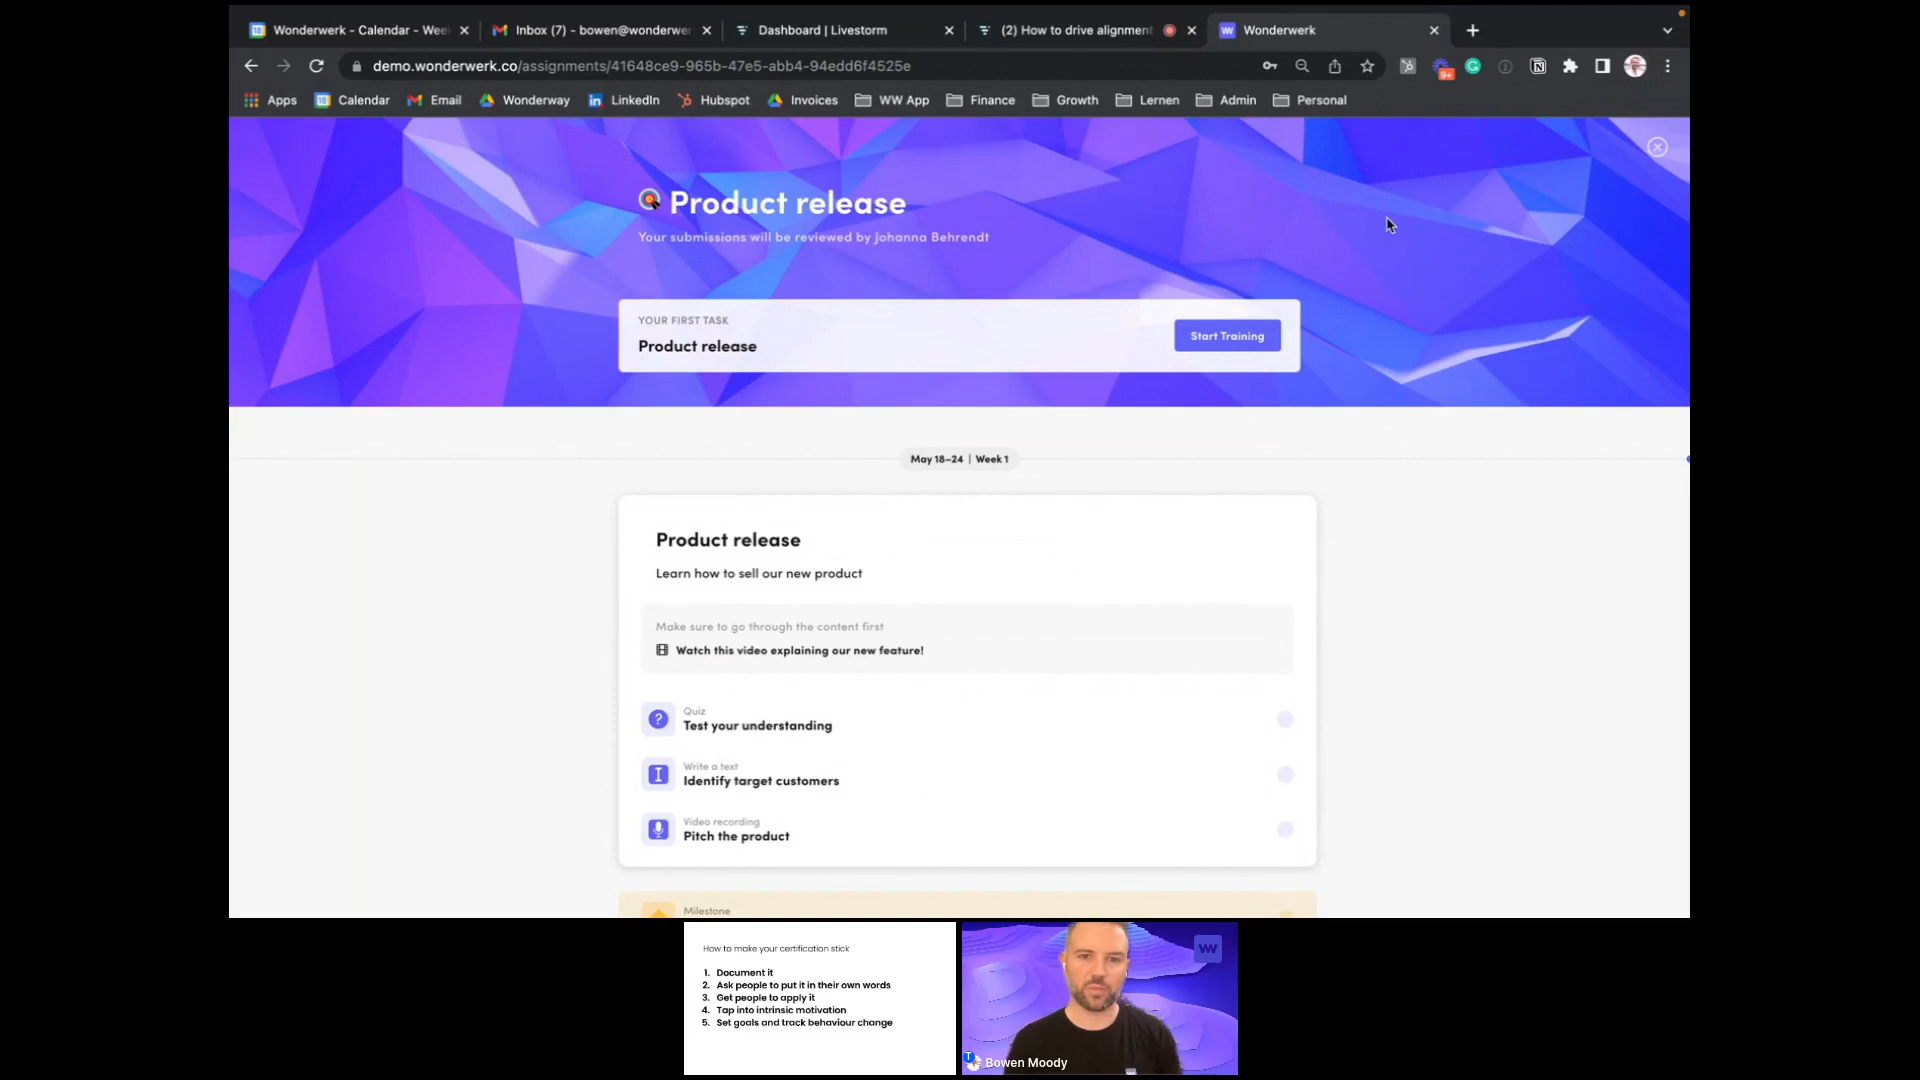 Wonderwerk - Calendar - Wee
Inbox (7) - bowen@wonderwer
Dashboard | Livestorm
(2) How to drive alignment
Wonderwerk
demo.wonderwerk.co/assignments/41648ce9-965b-47e5-abb4-94edd6f4525e
9+
Apps
Calendar
Email
Wonderway
LinkedIn
Hubspot
Invoices
WW App
Finance
Growth
Lernen
Admin
Personal
Product release
Your submissions will be reviewed by Johanna Behrendt
YOUR FIRST TASK
Product release
Start Training
May 18–24 | Week 1
Product release
Learn how to sell our new product
Make sure to go through the content first
Watch this video explaining our new feature!
Quiz
Test your understanding
Write a text
Identify target customers
Video recording
Pitch the product
Milestone
How to make your certification stick
1. Document it
2. Ask people to put it in their own words
3. Get people to apply it
4. Tap into intrinsic motivation
5. Set goals and track behaviour change
Bowen Moody